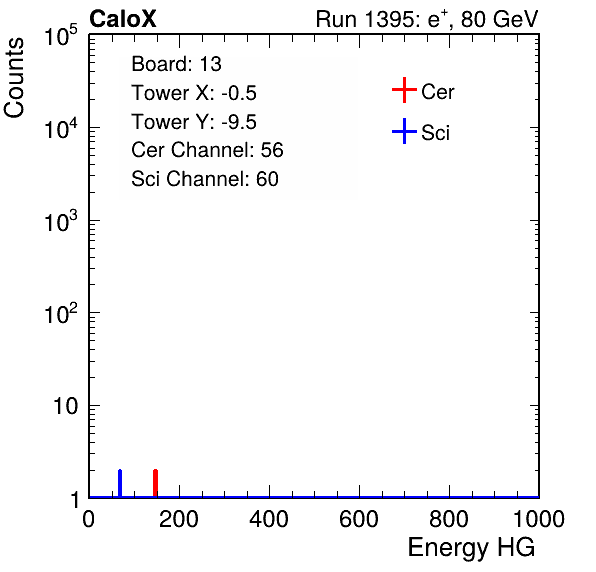 CaloX Run 1395: e⁺, 80 GeV
Counts
10⁵
10⁴
10³
10²
10
1
Board: 13
Tower X: -0.5
Tower Y: -9.5
Cer Channel: 56
Sci Channel: 60
Cer
Sci
0 200 400 600 800 1000
Energy HG